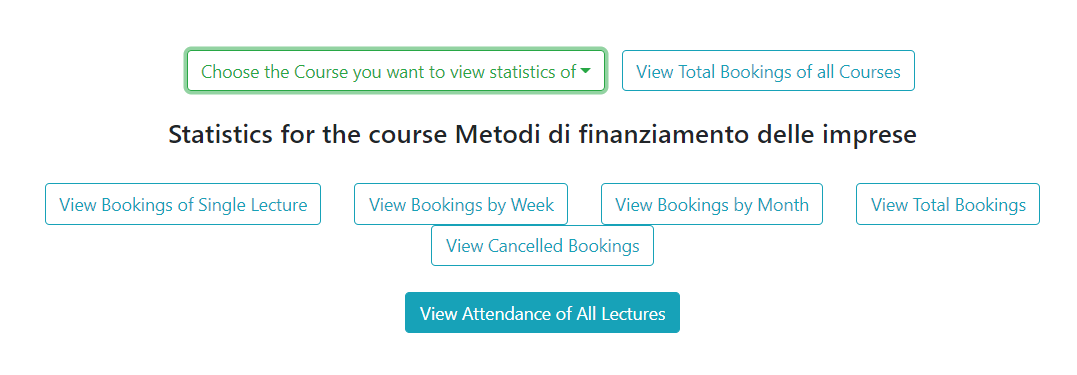 Choose the Course you want to view statistics of
View Total Bookings of all Courses
Statistics for the course Metodi di finanziamento delle imprese
View Bookings of Single Lecture
View Bookings by Week
View Bookings by Month
View Total Bookings
View Cancelled Bookings
View Attendance of All Lectures